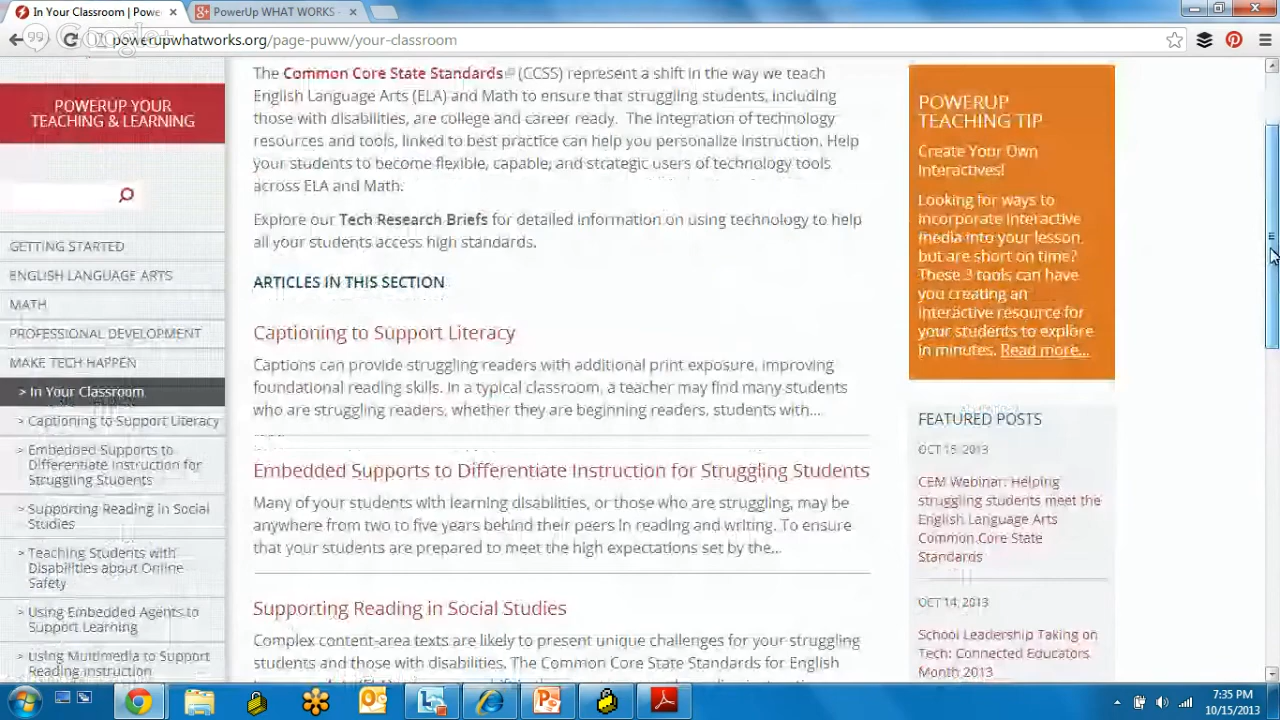 In Your Classroom | Powe
PowerUp WHAT WORKS -
Google+
powerupwhatworks.org/page-puww/your-classroom
POWERUP YOUR
TEACHING & LEARNING
GETTING STARTED
ENGLISH LANGUAGE ARTS
MATH
PROFESSIONAL DEVELOPMENT
MAKE TECH HAPPEN
> In Your Classroom
> Captioning to Support Literacy
> Embedded Supports to
Differentiate Instruction for
Struggling Students
> Supporting Reading in Social
Studies
> Teaching Students with
Disabilities about Online
Safety
> Using Embedded Agents to
Support Learning
> Using Multimedia to Support
Reading Instruction
The Common Core State Standards (CCSS) represent a shift in the way we teach
English Language Arts (ELA) and Math to ensure that struggling students, including
those with disabilities, are college and career ready. The integration of technology
resources and tools, linked to best practice can help you personalize instruction. Help
your students to become flexible, capable, and strategic users of technology tools
across ELA and Math.
Explore our Tech Research Briefs for detailed information on using technology to help
all your students access high standards.
ARTICLES IN THIS SECTION
Captioning to Support Literacy
Captions can provide struggling readers with additional print exposure, improving
foundational reading skills. In a typical classroom, a teacher may find many students
who are struggling readers, whether they are beginning readers, students with...
Embedded Supports to Differentiate Instruction for Struggling Students
Many of your students with learning disabilities, or those who are struggling, may be
anywhere from two to five years behind their peers in reading and writing. To ensure
that your students are prepared to meet the high expectations set by the...
Supporting Reading in Social Studies
Complex content-area texts are likely to present unique challenges for your struggling
students and those with disabilities. The Common Core State Standards for English
POWERUP
TEACHING TIP
Create Your Own
Interactives!
Looking for ways to
incorporate interactive
media into your lesson,
but are short on time?
These 3 tools can have
you creating an
interactive resource for
your students to explore
in minutes. Read more...
FEATURED POSTS
OCT 15, 2013
CEM Webinar: Helping
struggling students meet the
English Language Arts
Common Core State
Standards
OCT 14, 2013
School Leadership Taking on
Tech: Connected Educators
Month 2013
7:35 PM
10/15/2013